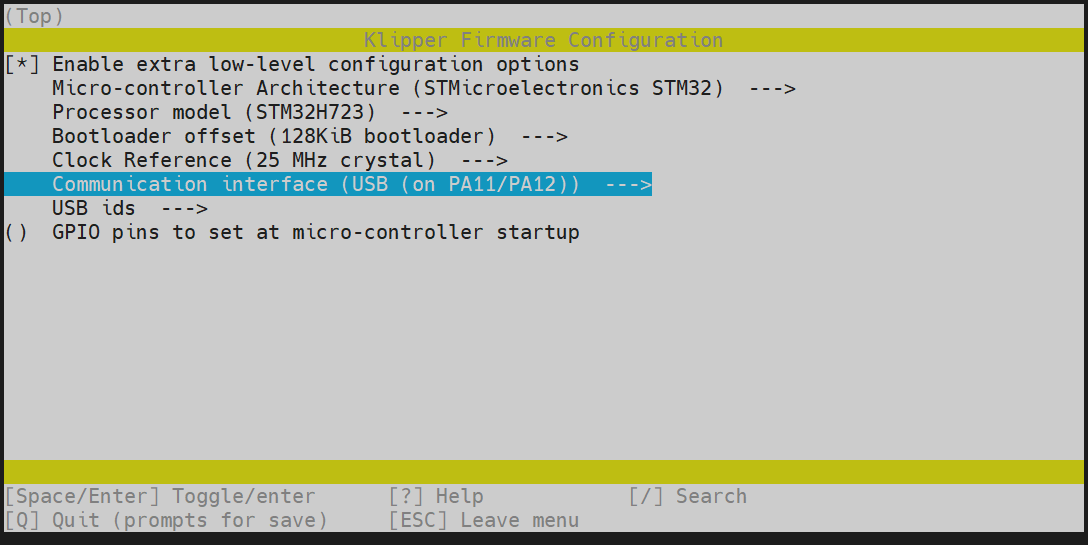 (Top)
Klipper Firmware Configuration
[*] Enable extra low-level configuration options
Micro-controller Architecture (STMicroelectronics STM32)  --->
Processor model (STM32H723)  --->
Bootloader offset (128KiB bootloader)  --->
Clock Reference (25 MHz crystal)  --->
Communication interface (USB (on PA11/PA12))  --->
USB ids  --->
()  GPIO pins to set at micro-controller startup
[Space/Enter] Toggle/enter      [?] Help            [/] Search
[Q] Quit (prompts for save)     [ESC] Leave menu